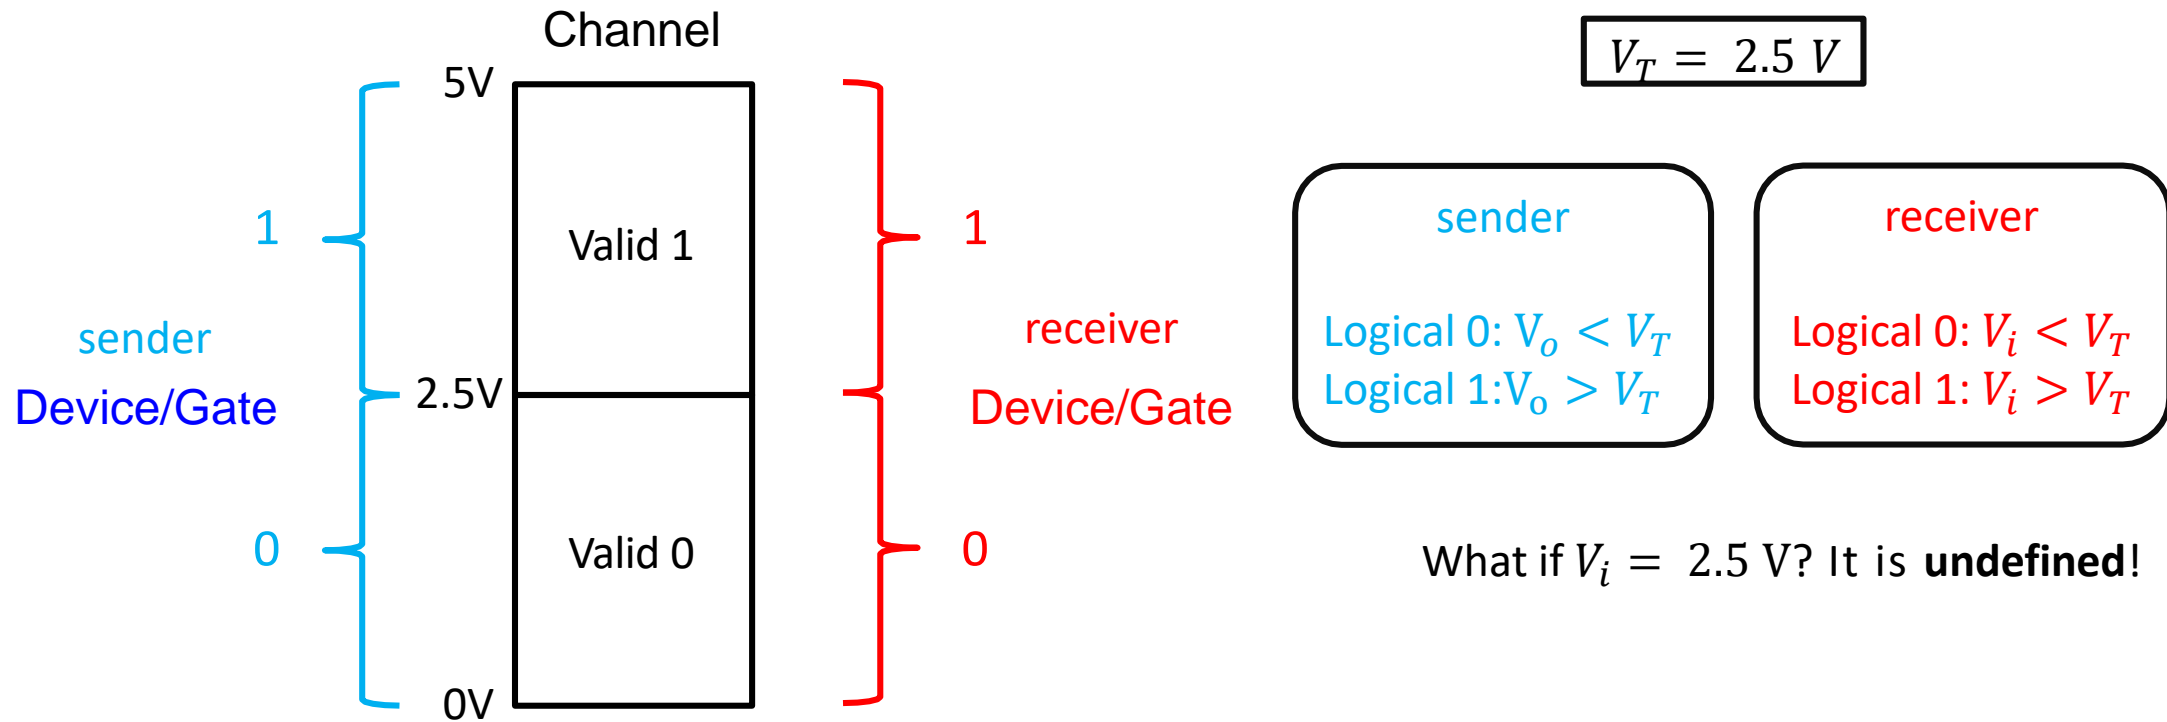 Channel
5V
1
Valid 1
1
sender
Device/Gate
2.5V
receiver
Device/Gate
0
Valid 0
0
0V
V_T = 2.5 V
sender
Logical 0: V_o < V_T
Logical 1:V_o > V_T
receiver
Logical 0: V_i < V_T
Logical 1: V_i > V_T
What if V_i = 2.5 V? It is undefined!